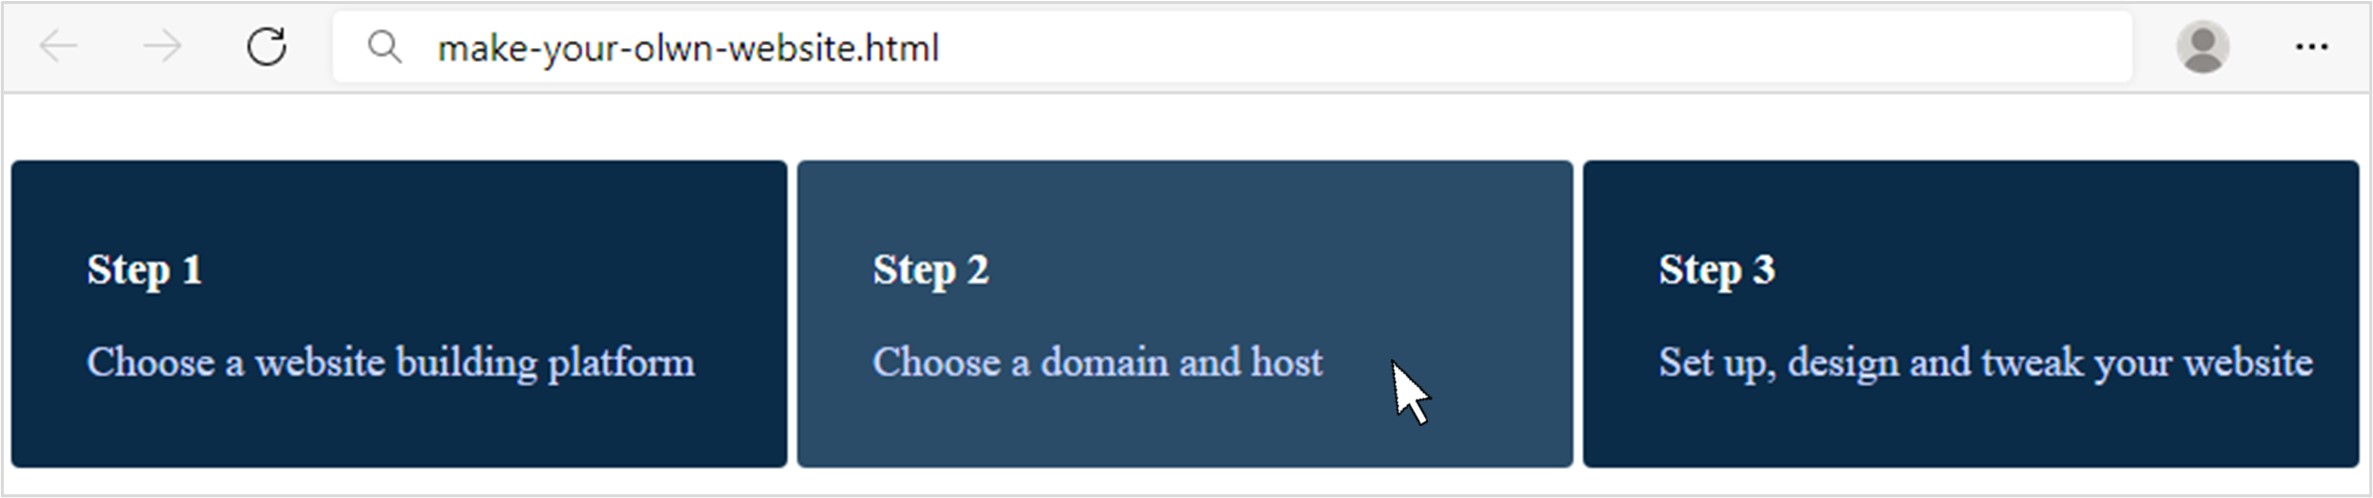 make-your-olwn-website.html
Step 1
Choose a website building platform
Step 2
Choose a domain and host
Step 3
Set up, design and tweak your website